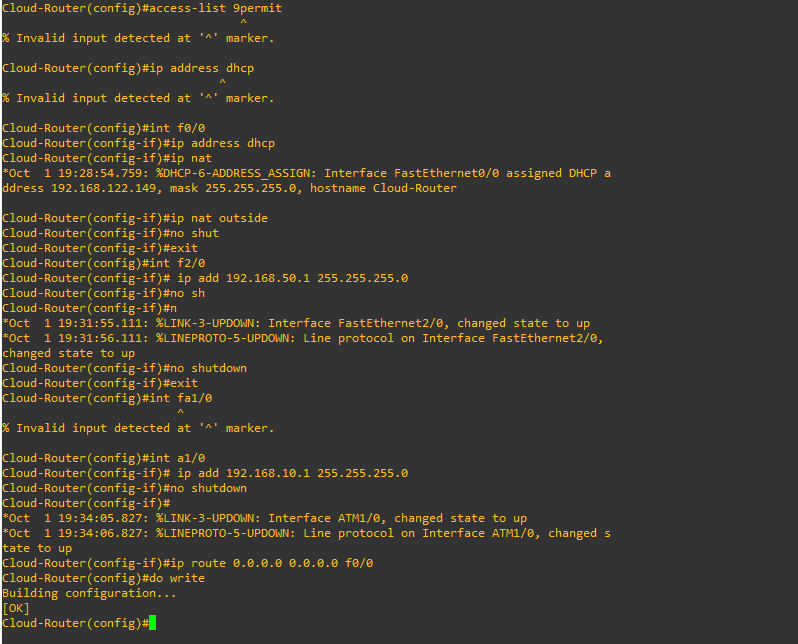 Cloud-Router(config)#access-list 9permit
^
% Invalid input detected at '^' marker.
Cloud-Router(config)#ip address dhcp
^
% Invalid input detected at '^' marker.
Cloud-Router(config)#int f0/0
Cloud-Router(config-if)#ip address dhcp
Cloud-Router(config-if)#ip nat
*Oct  1 19:28:54.759: %DHCP-6-ADDRESS_ASSIGN: Interface FastEthernet0/0 assigned DHCP a
ddress 192.168.122.149, mask 255.255.255.0, hostname Cloud-Router
Cloud-Router(config-if)#ip nat outside
Cloud-Router(config-if)#no shut
Cloud-Router(config-if)#exit
Cloud-Router(config)#int f2/0
Cloud-Router(config-if)# ip add 192.168.50.1 255.255.255.0
Cloud-Router(config-if)#no sh
Cloud-Router(config-if)#n
*Oct  1 19:31:55.111: %LINK-3-UPDOWN: Interface FastEthernet2/0, changed state to up
*Oct  1 19:31:56.111: %LINEPROTO-5-UPDOWN: Line protocol on Interface FastEthernet2/0,
changed state to up
Cloud-Router(config-if)#no shutdown
Cloud-Router(config-if)#exit
Cloud-Router(config)#int fa1/0
^
% Invalid input detected at '^' marker.
Cloud-Router(config)#int a1/0
Cloud-Router(config-if)# ip add 192.168.10.1 255.255.255.0
Cloud-Router(config-if)#no shutdown
Cloud-Router(config-if)#
*Oct  1 19:34:05.827: %LINK-3-UPDOWN: Interface ATM1/0, changed state to up
*Oct  1 19:34:06.827: %LINEPROTO-5-UPDOWN: Line protocol on Interface ATM1/0, changed s
tate to up
Cloud-Router(config-if)#ip route 0.0.0.0 0.0.0.0 f0/0
Cloud-Router(config)#do write
Building configuration...
[OK]
Cloud-Router(config)#